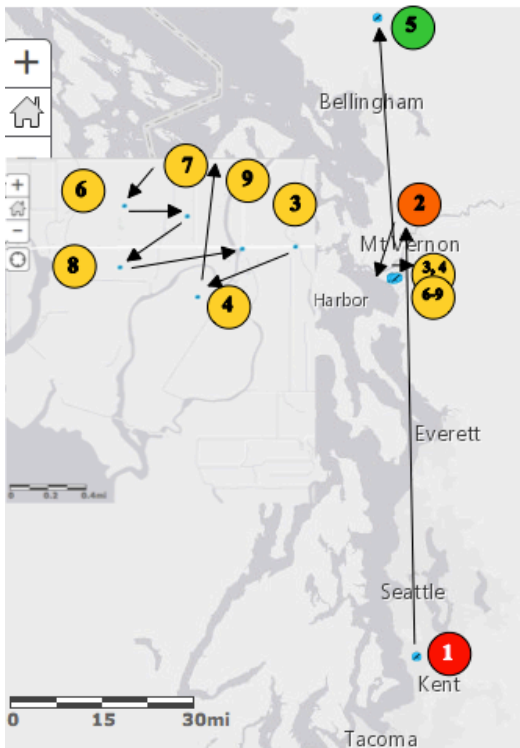 +
5
Bellingham
7
6
9
3
2
+
−
Mt Vernon
8
3, 4
Harbor
6-9
4
Everett
0 0.2 0.4mi
Seattle
1
Kent
0 15 30mi
Tacoma